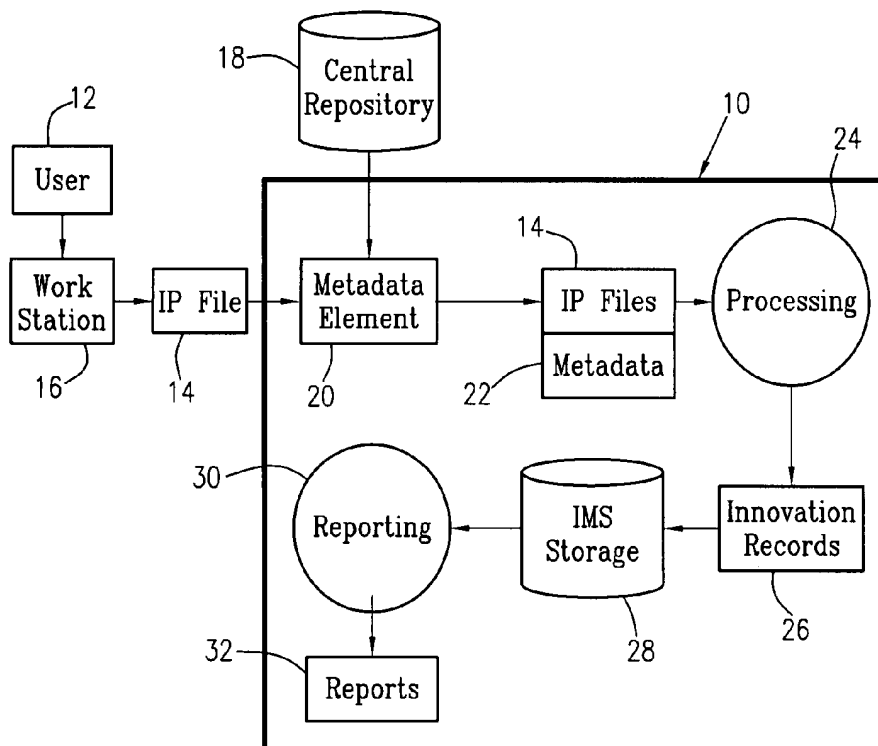 18
Central
Repository
12
10
24
User
14
Work
Station
IP File
Metadata
Element
IP Files
Processing
Metadata
16
14
20
22
30
Reporting
IMS
Storage
Innovation
Records
32
Reports
28
26